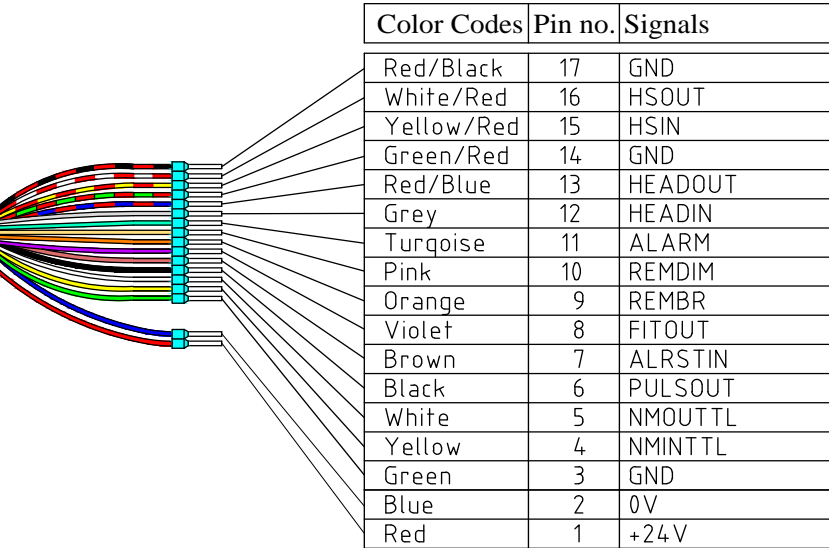 Color Codes Pin no. Signals
Red/Black 17 GND
White/Red 16 HSOUT
Yellow/Red 15 HSIN
Green/Red 14 GND
Red/Blue 13 HEADOUT
Grey 12 HEADIN
Turqoise 11 ALARM
Pink 10 REMDIM
Orange 9 REMBR
Violet 8 FITOUT
Brown 7 ALRSTIN
Black 6 PULSOUT
White 5 NMOUTTL
Yellow 4 NMINTTL
Green 3 GND
Blue 2 0V
Red 1 +24V